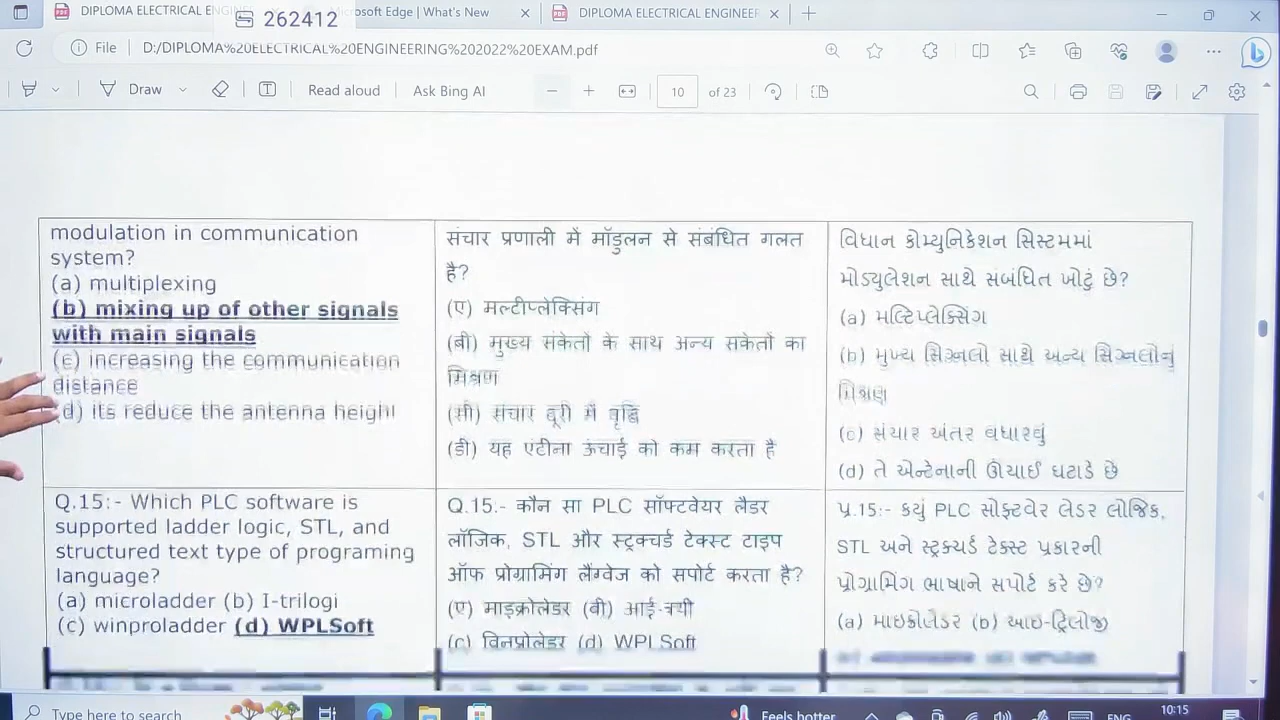 DIPLOMA ELECTRICAL ENGIN
262412
Microsoft Edge | What's New
DIPLOMA ELECTRICAL ENGINEEF
File
D:/DIPLOMA%20ELECTRICAL%20ENGINEERING%202022%20EXAM.pdf
Draw
Read aloud
Ask Bing AI
10
of 23
modulation in communication
system?
(a) multiplexing
(b) mixing up of other signals
with main signals
(c) increasing the communication
distance
(d) its reduce the antenna height
संचार प्रणाली में मॉडुलन से संबंधित गलत
है?
(ए) मल्टीप्लेक्सिंग
(बी) मुख्य संकेतों के साथ अन्य संकेतों का
मिश्रण
(सी) संचार दूरी में वृद्धि
(डी) यह एंटीना ऊंचाई को कम करता है
વિધાન કોમ્યુનિકેશન સિસ્ટમમાં
મોડ્યુલેશન સાથે સંબંધિત ખોટું છે?
(a) મલ્ટિપ્લેક્સિંગ
(b) મુખ્ય સિગ્નલો સાથે અન્ય સિગ્નલોનું
મિશ્રણ
(c) સંચાર અંતર વધારવું
(d) તે એન્ટેનાની ઊંચાઈ ઘટાડે છે
Q.15:- Which PLC software is
supported ladder logic, STL, and
structured text type of programing
language?
(a) microladder (b) I-trilogi
(c) winproladder (d) WPLSoft
Q.15:- कौन सा PLC सॉफ्टवेयर लैडर
लॉजिक, STL और स्ट्रक्चर्ड टेक्स्ट टाइप
ऑफ प्रोग्रामिंग लैंग्वेज को सपोर्ट करता है?
(ए) माइक्रोलेडर (बी) आई-त्रयी
(c) विनप्रोलेडर (d) WPLSoft
પ્ર.15:- કયું PLC સોફ્ટવેર લેડર લોજિક,
STL અને સ્ટ્રક્ચર્ડ ટેક્સ્ટ પ્રકારની
પ્રોગ્રામિંગ ભાષાને સપોર્ટ કરે છે?
(a) માઇક્રોલેડર (b) આઇ-ટ્રિલોજી
Type here to search
Feels hotter
ENG
10:15